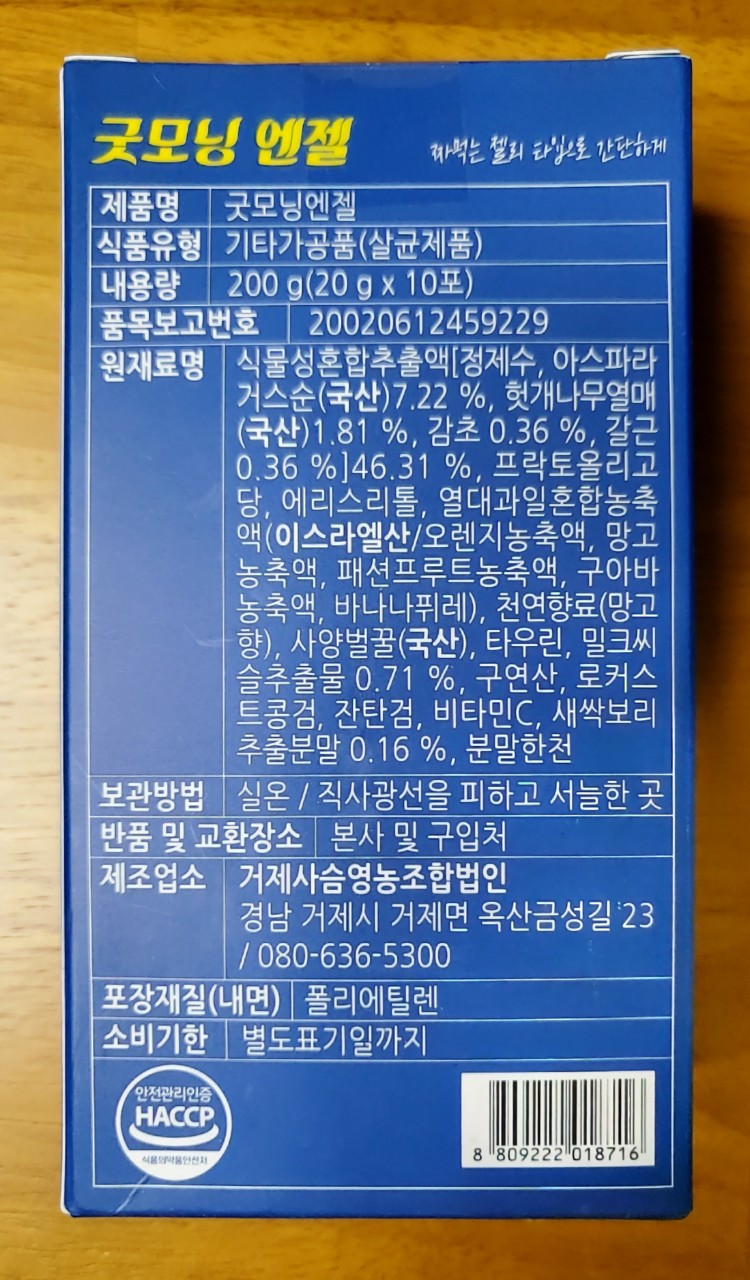 굿모닝 엔젤
짜먹는 젤리 타입으로 간단하게
제품명 굿모닝엔젤
식품유형 기타가공품(살균제품)
내용량 200 g(20 g x 10포)
품목보고번호 20020612459229
원재료명 식물성혼합추출액[정제수, 아스파라
거스순(국산)7.22 %, 헛개나무열매
(국산)1.81 %, 감초 0.36 %, 갈근
0.36 %]46.31 %, 프락토올리고
당, 에리스리톨, 열대과일혼합농축
액(이스라엘산/오렌지농축액, 망고
농축액, 패션프루트농축액, 구아바
농축액, 바나나퓌레), 천연향료(망고
향), 사양벌꿀(국산), 타우린, 밀크씨
슬추출물 0.71 %, 구연산, 로커스
트콩검, 잔탄검, 비타민C, 새싹보리
추출분말 0.16 %, 분말한천
보관방법 실온 / 직사광선을 피하고 서늘한 곳
반품 및 교환장소 본사 및 구입처
제조업소 거제사슴영농조합법인
경남 거제시 거제면 옥산금성길 23
/ 080-636-5300
포장재질(내면) 폴리에틸렌
소비기한 별도표기일까지
안전관리인증
HACCP
식품의약품안전처
8 809222 018716